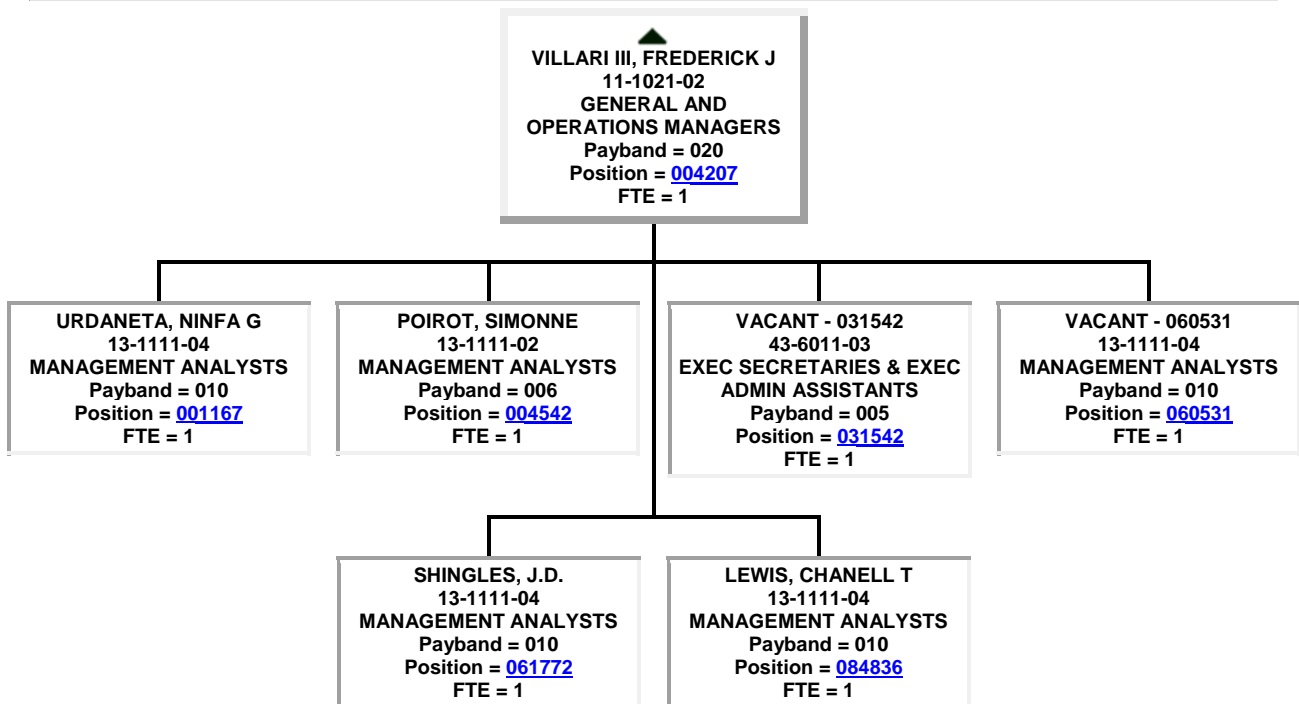 VILLARI III, FREDERICK J
11-1021-02
GENERAL AND
OPERATIONS MANAGERS
Payband = 020
Position = 004207
FTE = 1
URDANETA, NINFA G
13-1111-04
MANAGEMENT ANALYSTS
Payband = 010
Position = 001167
FTE = 1
POIROT, SIMONNE
13-1111-02
MANAGEMENT ANALYSTS
Payband = 006
Position = 004542
FTE = 1
VACANT - 031542
43-6011-03
EXEC SECRETARIES & EXEC
ADMIN ASSISTANTS
Payband = 005
Position = 031542
FTE = 1
VACANT - 060531
13-1111-04
MANAGEMENT ANALYSTS
Payband = 010
Position = 060531
FTE = 1
SHINGLES, J.D.
13-1111-04
MANAGEMENT ANALYSTS
Payband = 010
Position = 061772
FTE = 1
LEWIS, CHANELL T
13-1111-04
MANAGEMENT ANALYSTS
Payband = 010
Position = 084836
FTE = 1